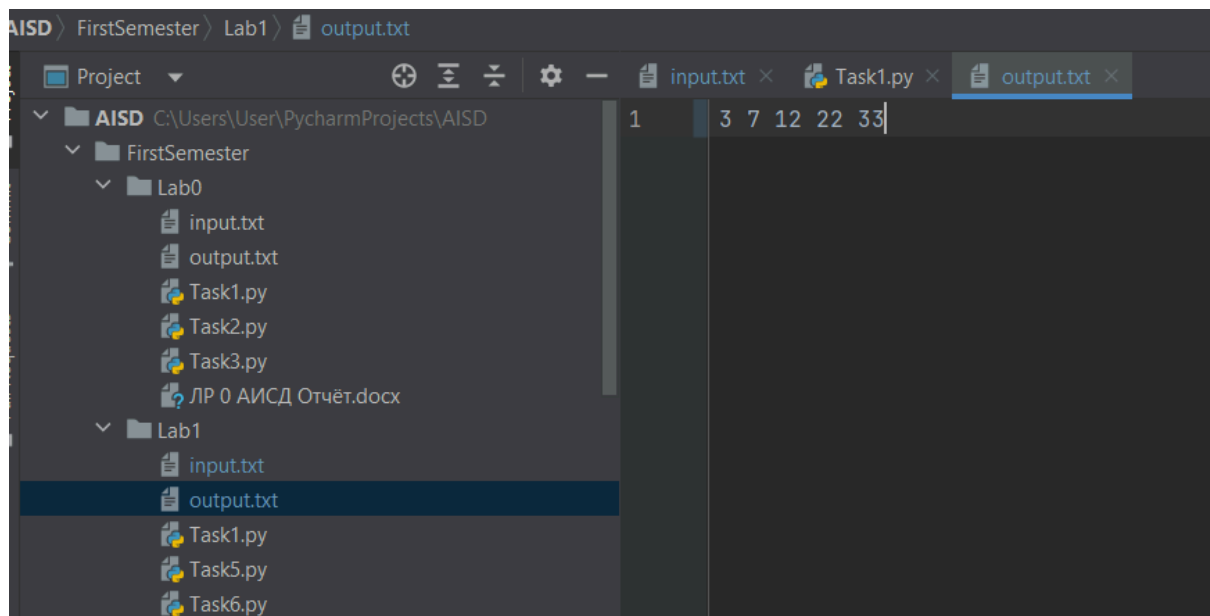 AISD FirstSemester Lab1 output.txt
Project
input.txt Task1.py output.txt
AISD C:\Users\User\PycharmProjects\AISD
1 3 7 12 22 33
FirstSemester
Lab0
input.txt
output.txt
Task1.py
Task2.py
Task3.py
ЛР 0 АИСД Отчёт.docx
Lab1
input.txt
output.txt
Task1.py
Task5.py
Task6.py